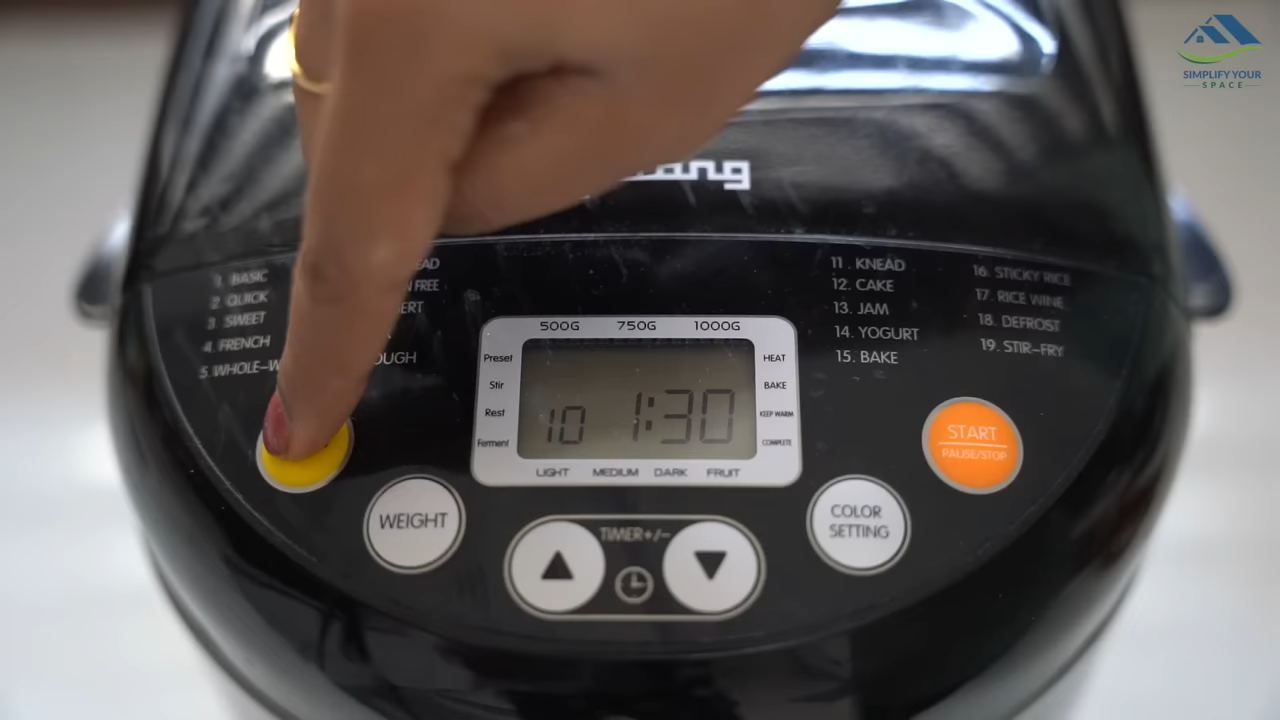 SIMPLIFY YOUR
SPACE
1. BASIC
2. QUICK
3. SWEET
4. FRENCH
11. KNEAD
12. CAKE
13. JAM
14. YOGURT
15. BAKE
16. STICKY RICE
17. RICE WINE
18. DEFROST
19. STIR-FRY
500G 750G 1000G
Preset
Stir
Rest
Ferment
10 1:30
HEAT
BAKE
KEEP WARM
COMPLETE
LIGHT MEDIUM DARK FRUIT
START
PAUSE/STOP
WEIGHT
TIMER+/-
COLOR
SETTING